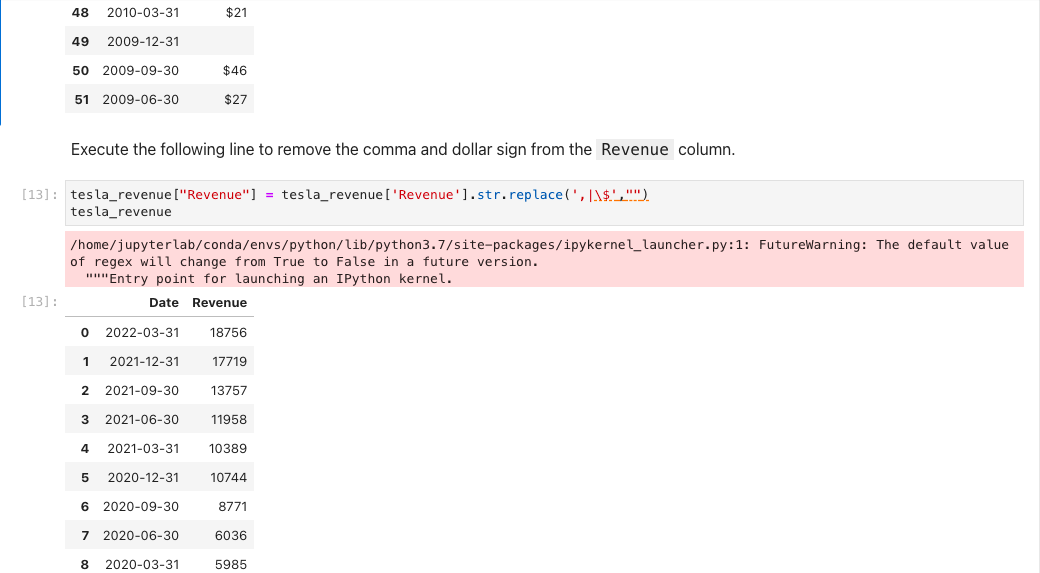 48 2010-03-31 $21
49 2009-12-31
50 2009-09-30 $46
51 2009-06-30 $27
Execute the following line to remove the comma and dollar sign from the Revenue column.
[13]: tesla_revenue["Revenue"] = tesla_revenue['Revenue'].str.replace(',|\$',"")
tesla_revenue
/home/jupyterlab/conda/envs/python/lib/python3.7/site-packages/ipykernel_launcher.py:1: FutureWarning: The default value
of regex will change from True to False in a future version.
"""Entry point for launching an IPython kernel.
[13]: Date Revenue
0 2022-03-31 18756
1 2021-12-31 17719
2 2021-09-30 13757
3 2021-06-30 11958
4 2021-03-31 10389
5 2020-12-31 10744
6 2020-09-30 8771
7 2020-06-30 6036
8 2020-03-31 5985